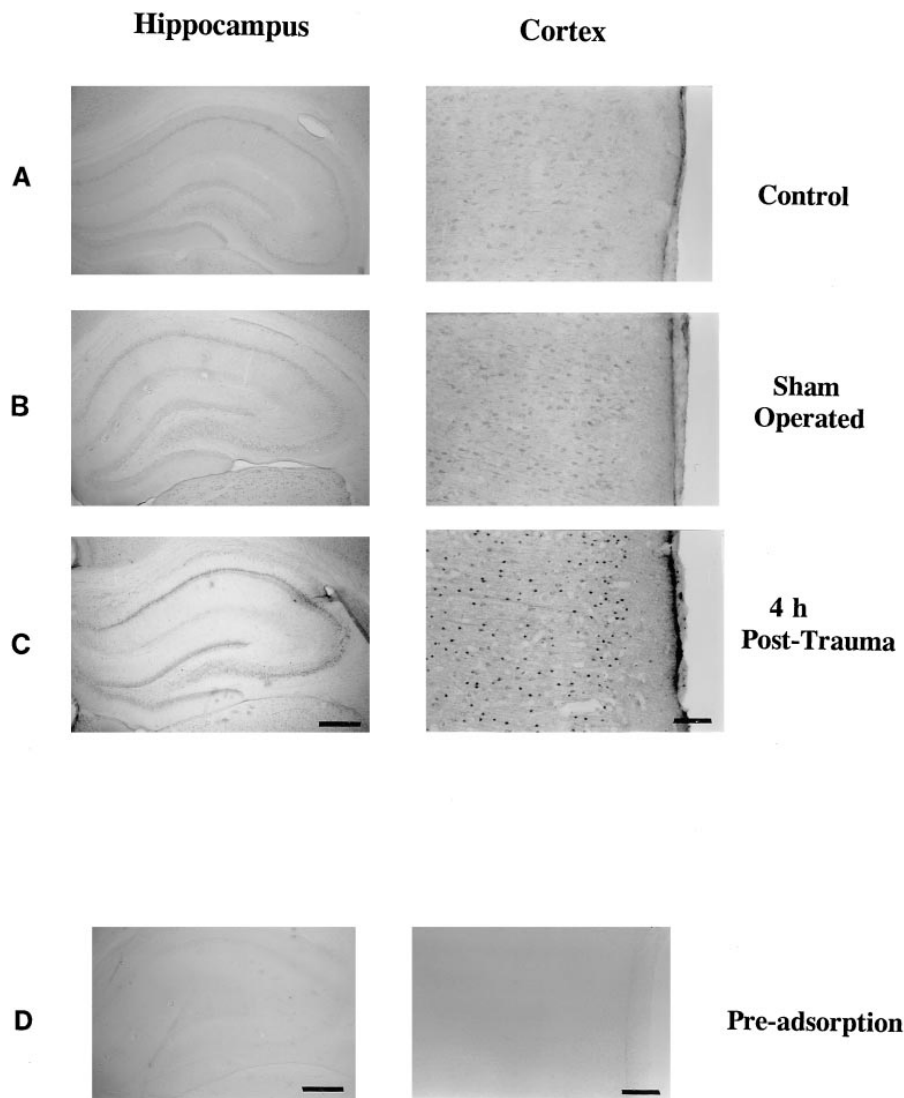 Hippocampus Cortex
A Control
B Sham
Operated
C 4 h
Post-Trauma
D Pre-adsorption